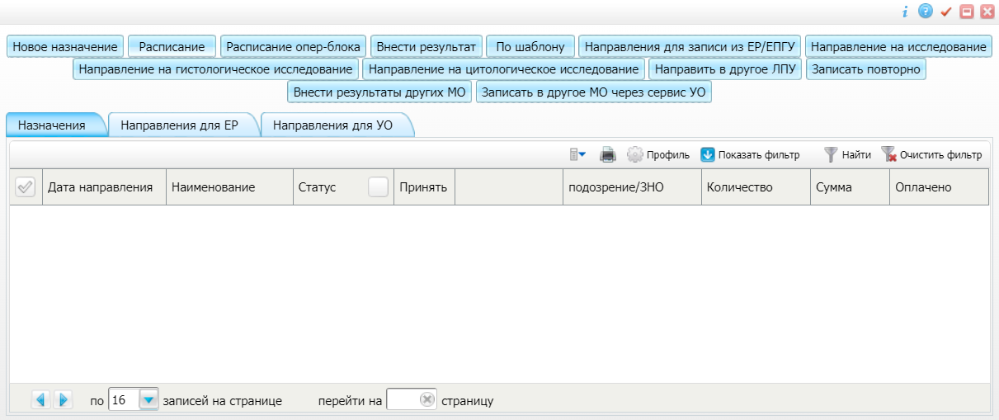 Новое назначение Расписание Расписание опер-блока Внести результат По шаблону Направления для записи из ЕР/ЕПГУ Направление на исследование
Направление на гистологическое исследование Направление на цитологическое исследование Направить в другое ЛПУ Записать повторно
Внести результаты других МО Записать в другое МО через сервис УО
Назначения Направления для ЕР Направления для УО
Профиль Показать фильтр Найти Очистить фильтр
Дата направления Наименование Статус Принять подозрение/ЗНО Количество Сумма Оплачено
по 16 записей на странице перейти на страницу